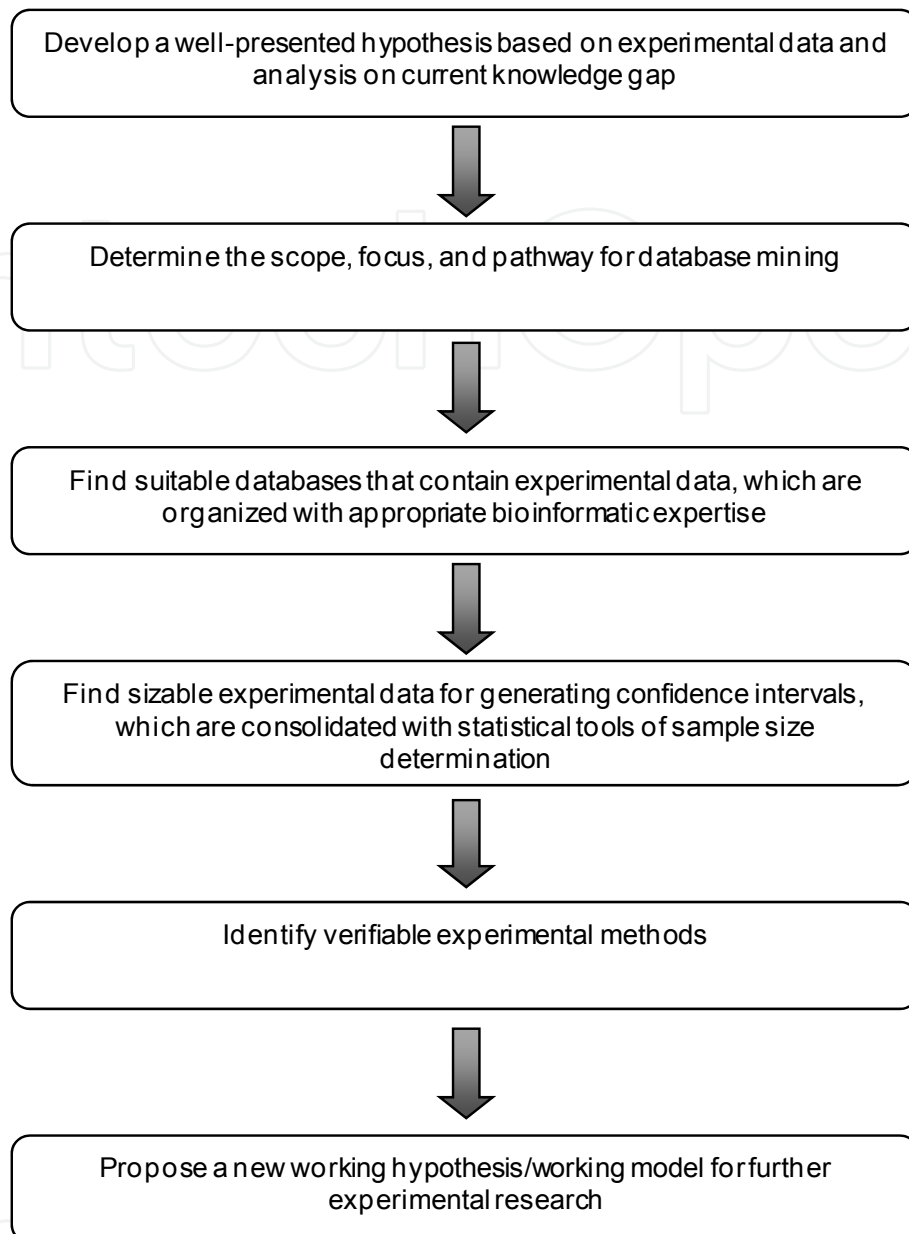 Develop a well-presented hypothesis based on experimental data and
analysis on current knowledge gap
Determine the scope, focus, and pathway for database mining
Find suitable databases that contain experimental data, which are
organized with appropriate bioinformatic expertise
Find sizable experimental data for generating confidence intervals,
which are consolidated with statistical tools of sample size
determination
Identify verifiable experimental methods
Propose a new working hypothesis/working model for further
experimental research